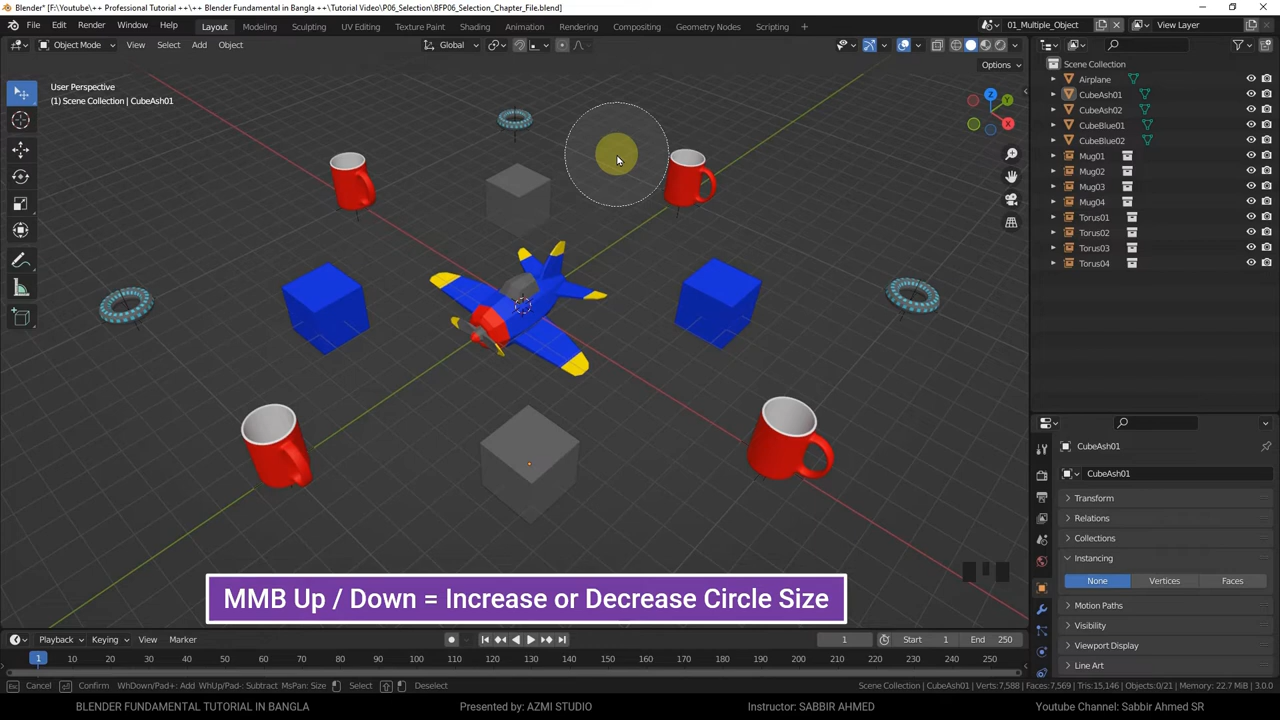 Blender* [F:\Youtube\++ Professional Tutorial ++\Blender Fundamental in Bangla\++Tutorial Video\P06_Selection\BFP06_Selection_Chapter_File.blend]
File Edit Render Window Help Layout Modeling Sculpting UV Editing Texture Paint Shading Animation Rendering Compositing Geometry Nodes Scripting + 01_Multiple_Object View Layer
Object Mode View Select Add Object Global
Options
User Perspective
(1) Scene Collection | CubeAsh01
Z
Y
X
Scene Collection
Airplane
CubeAsh01
CubeAsh02
CubeBlue01
CubeBlue02
Mug01
Mug02
Mug03
Mug04
Torus01
Torus02
Torus03
Torus04
CubeAsh01
CubeAsh01
Transform
Relations
Collections
Instancing
None Vertices Faces
Motion Paths
Visibility
Viewport Display
Line Art
MMB Up / Down = Increase or Decrease Circle Size
Playback Keying View Marker 1 Start 1 End 250
1 10 20 30 40 50 60 70 80 90 100 110 120 130 140 150 160 170 180 190 200 210 220 230 240 250
Esc Cancel Confirm WhDown/Pad+: Add WhUp/Pad-: Subtract MsPan: Size Select Deselect Scene Collection | CubeAsh01 | Verts:7,588 | Faces:7,569 | Tris:15,146 | Objects:0/21 | Memory: 22.7 MiB | 3.0.0
BLENDER FUNDAMENTAL TUTORIAL IN BANGLA Presented by: AZMI STUDIO Instructor: SABBIR AHMED Youtube Channel: Sabbir Ahmed SR